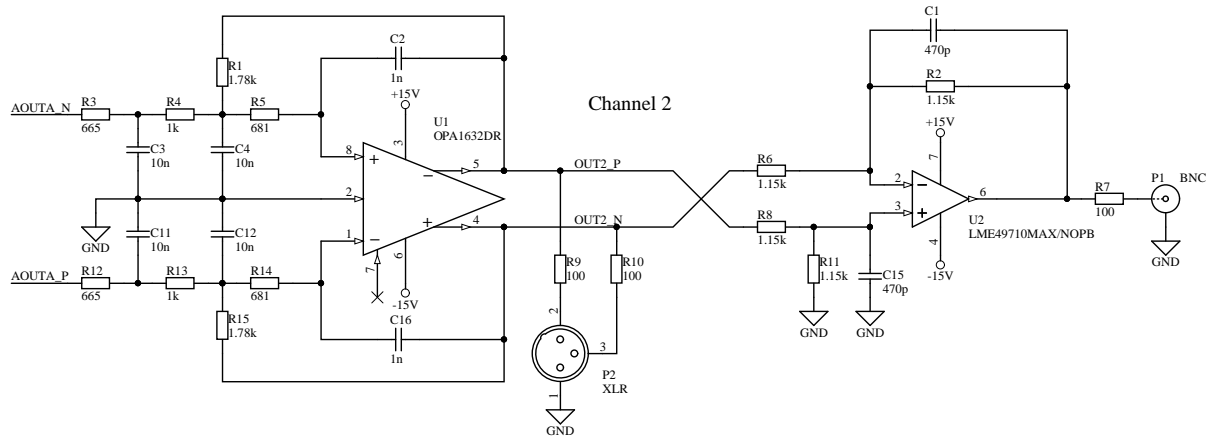 C1
470p
C2
1n
R1
1.78k
R2
1.15k
+15V
Channel 2
AOUTA_N
R3
665
R4
1k
R5
681
U1
OPA1632DR
+15V
C3
10n
C4
10n
3
8
+
−
5
OUT2_P
R6
1.15k
7
P1 BNC
2
2
−
6
R7
100
+
4
OUT2_N
R8
1.15k
3
+
U2
LME49710MAX/NOPB
GND
C11
10n
C12
10n
1
−
7
6
R9
100
R10
100
R11
1.15k
C15
470p
4
-15V
GND
AOUTA_P
R12
665
R13
1k
R14
681
-15V
R15
1.78k
C16
1n
2
3
GND
GND
P2
XLR
1
GND